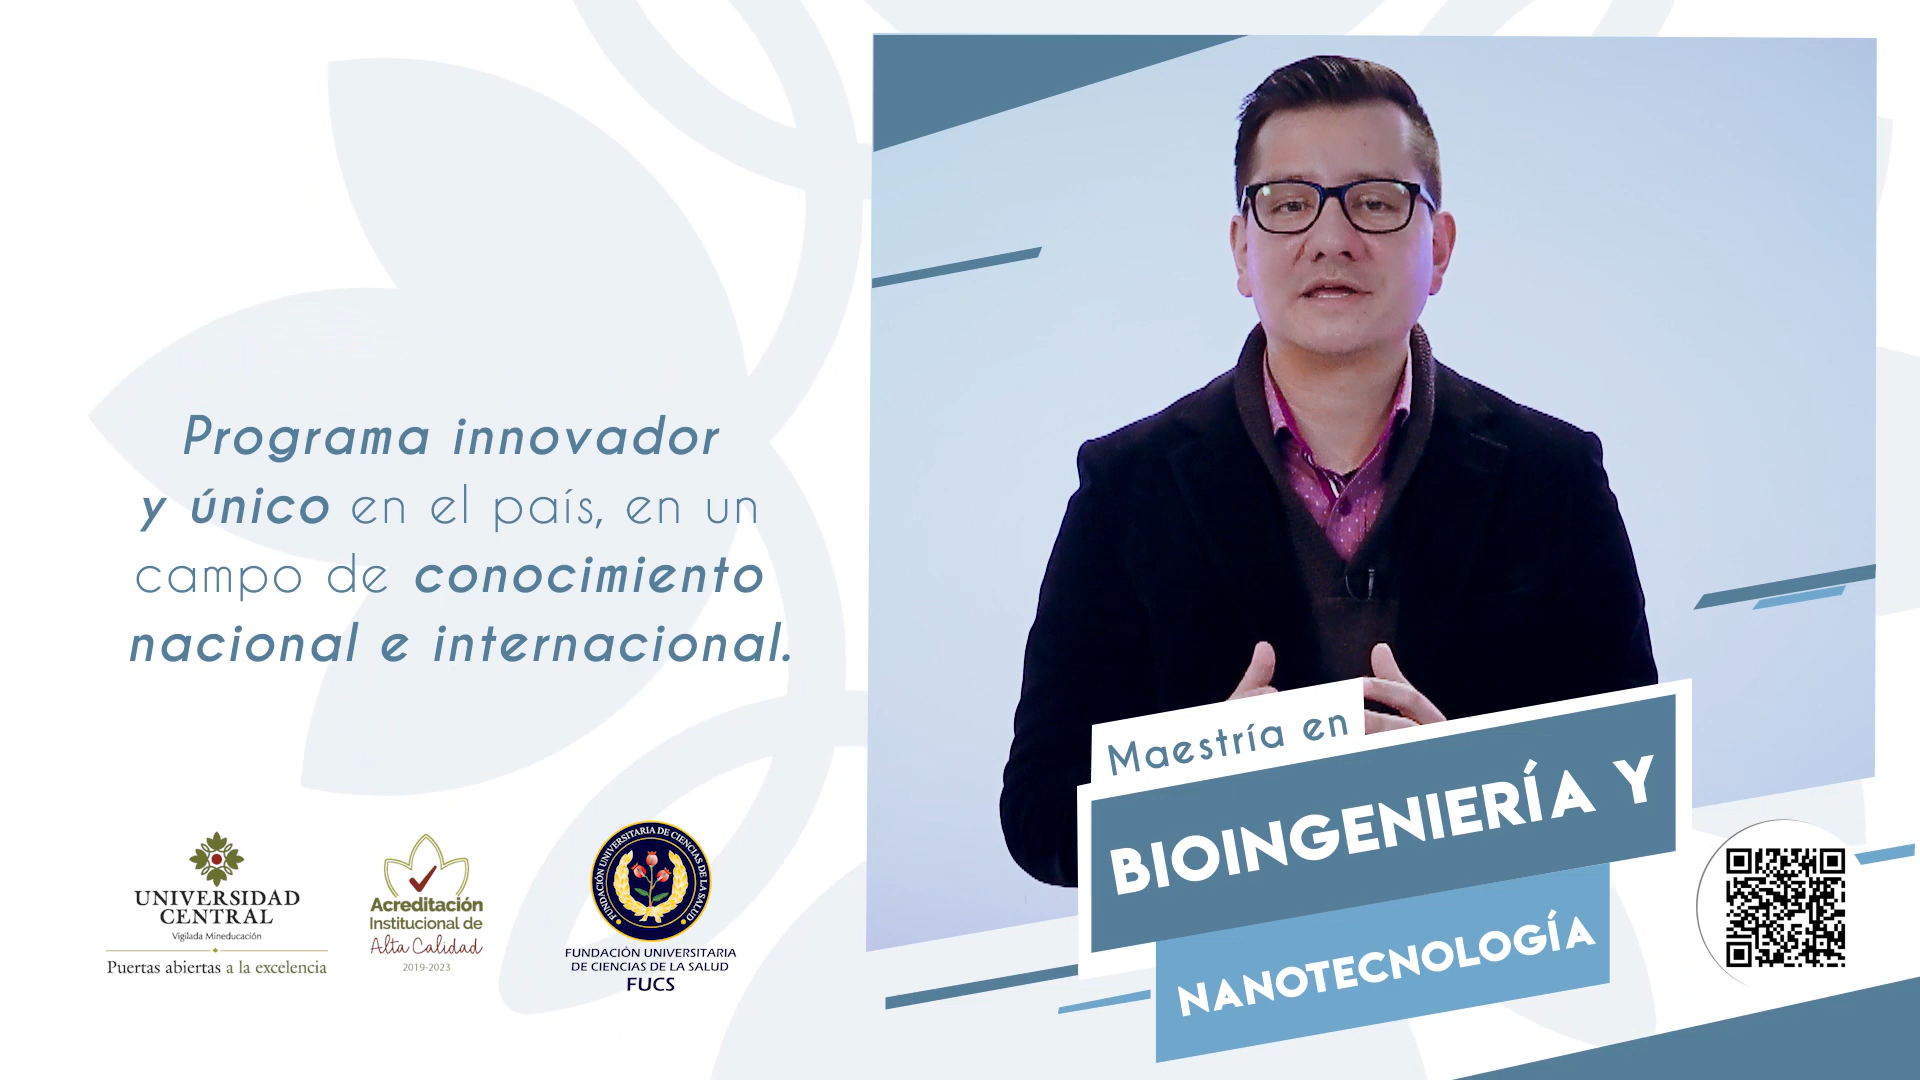 Programa innovador
y único en el país, en un
campo de conocimiento
nacional e internacional.
Maestría en
BIOINGENIERÍA Y
NANOTECNOLOGÍA
UNIVERSIDAD
CENTRAL
Vigilada Mineducación
Puertas abiertas a la excelencia
Acreditación
Institucional de
Alta Calidad
2019-2023
FUNDACIÓN UNIVERSITARIA DE CIENCIAS DE LA SALUD
FUNDACIÓN UNIVERSITARIA
DE CIENCIAS DE LA SALUD
FUCS